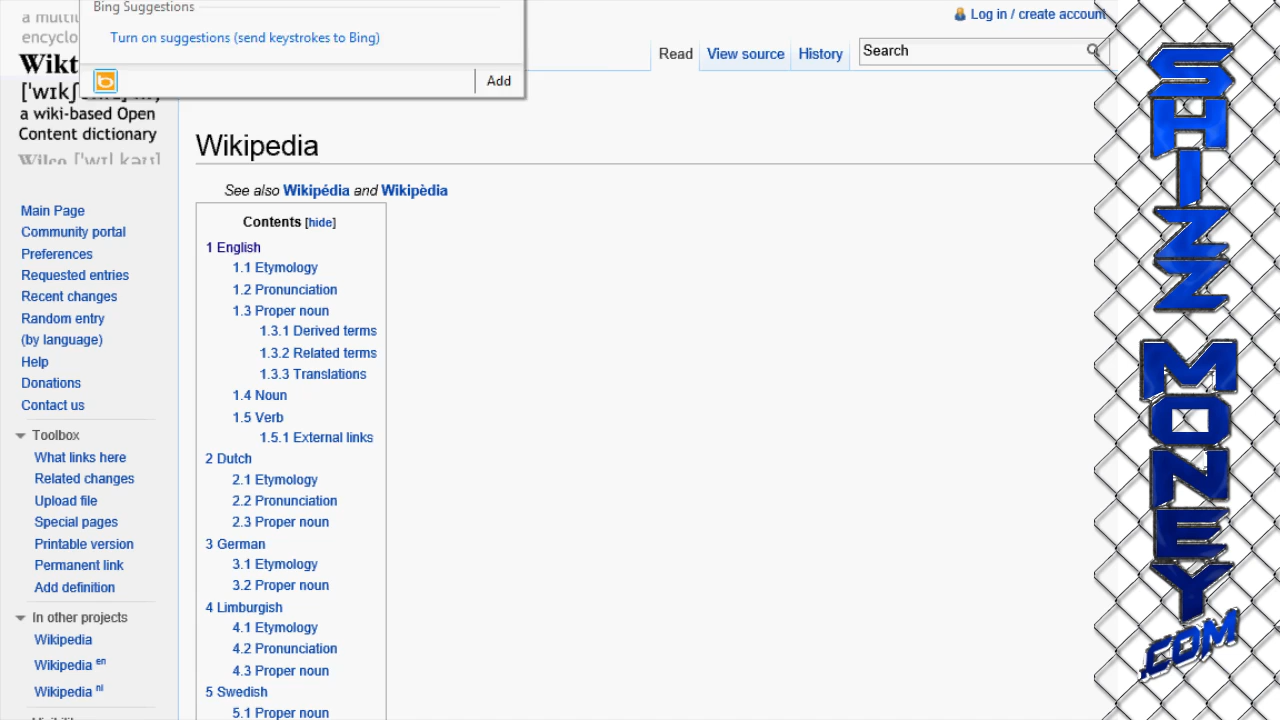 Bing Suggestions
Turn on suggestions (send keystrokes to Bing)
Add
a wiki-based Open
Content dictionary
Main Page
Community portal
Preferences
Requested entries
Recent changes
Random entry
(by language)
Help
Donations
Contact us
Toolbox
What links here
Related changes
Upload file
Special pages
Printable version
Permanent link
Add definition
In other projects
Wikipedia
Wikipedia en
Wikipedia nl
Log in / create account
Read View source History Search
Wikipedia
See also Wikipédia and Wikipèdia
Contents [hide]
1 English
1.1 Etymology
1.2 Pronunciation
1.3 Proper noun
1.3.1 Derived terms
1.3.2 Related terms
1.3.3 Translations
1.4 Noun
1.5 Verb
1.5.1 External links
2 Dutch
2.1 Etymology
2.2 Pronunciation
2.3 Proper noun
3 German
3.1 Etymology
3.2 Proper noun
4 Limburgish
4.1 Etymology
4.2 Pronunciation
4.3 Proper noun
5 Swedish
5.1 Proper noun
SHIZZ
MONEY
.COM